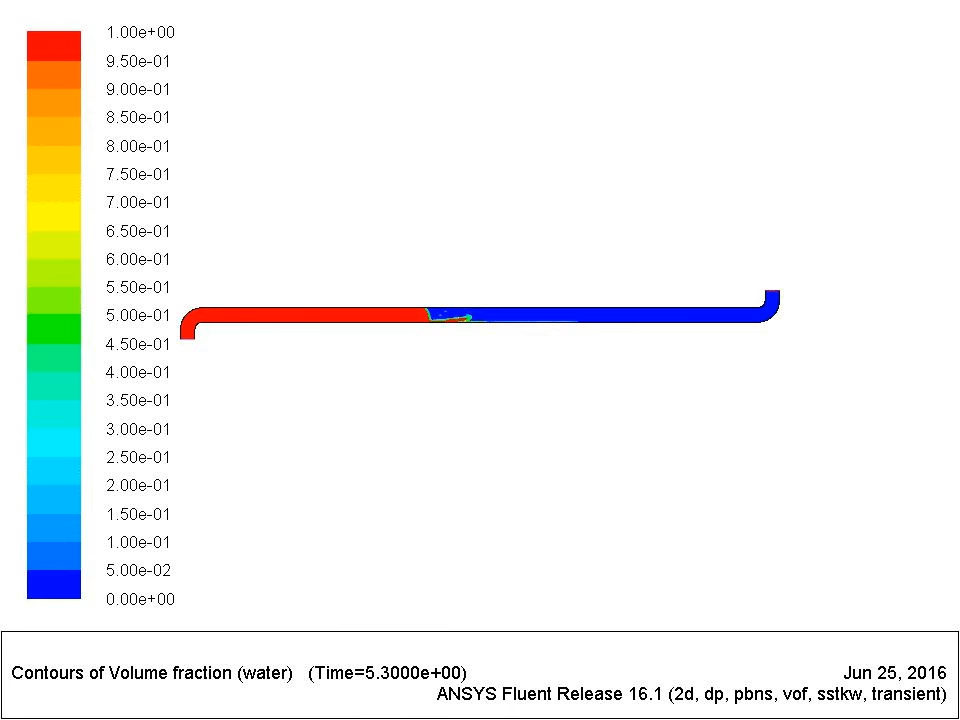 1.00e+00
9.50e-01
9.00e-01
8.50e-01
8.00e-01
7.50e-01
7.00e-01
6.50e-01
6.00e-01
5.50e-01
5.00e-01
4.50e-01
4.00e-01
3.50e-01
3.00e-01
2.50e-01
2.00e-01
1.50e-01
1.00e-01
5.00e-02
0.00e+00
Contours of Volume fraction (water)   (Time=5.3000e+00)
Jun 25, 2016
ANSYS Fluent Release 16.1 (2d, dp, pbns, vof, sstkw, transient)